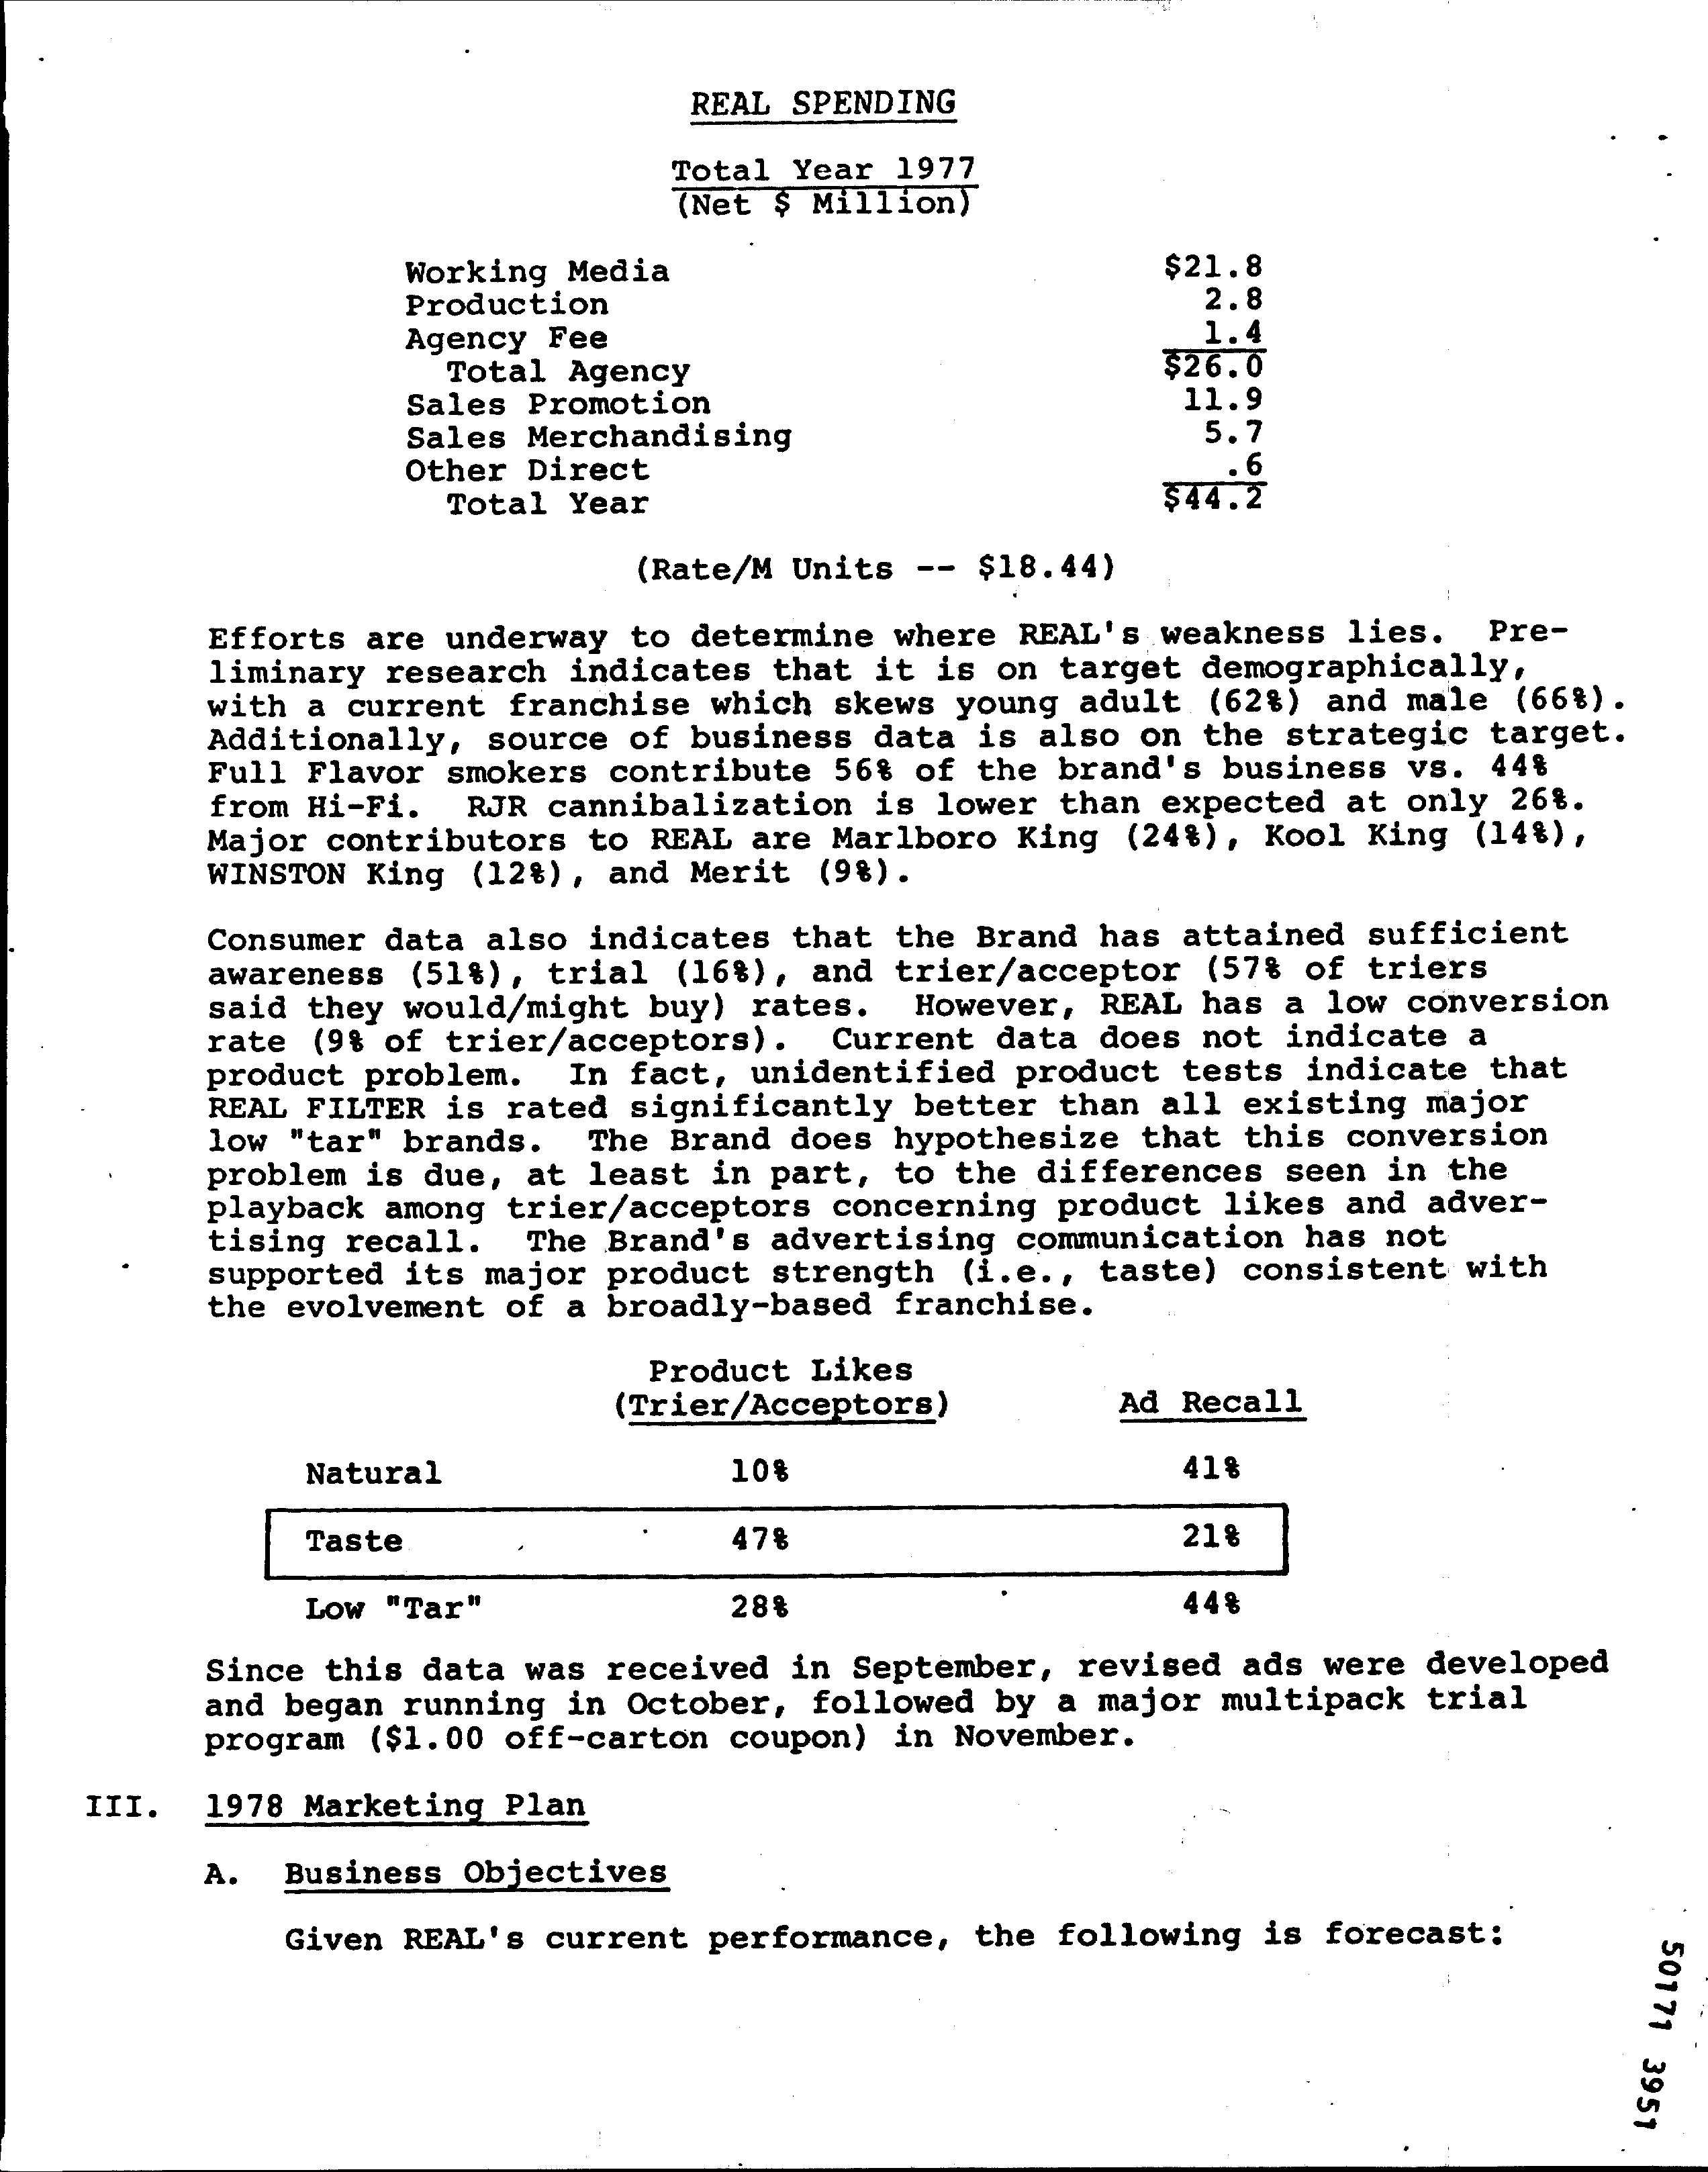 REAL SPENDING
Total Year 1977
(Net $ Million)
Working Media $21.8
Production 2.8
Agency Fee 1.4
Total Agency $26.0
Sales Promotion 11.9
Sales Merchandising 5.7
Other Direct .6
Total Year $44.2
(Rate/M Units -- $18.44)
Efforts are underway to determine where REAL's weakness lies. Pre-
liminary research indicates that it is on target demographically,
with a current franchise which skews young adult (62%) and male (66%).
Additionally, source of business data is also on the strategic target.
Full Flavor smokers contribute 56% of the brand's business vs. 44%
from Hi-Fi. RJR cannibalization is lower than expected at only 26%.
Major contributors to REAL are Marlboro King (24%), Kool King (14%),
WINSTON King (12%), and Merit (9%).
Consumer data also indicates that the Brand has attained sufficient
awareness (51%), trial (16%), and trier/acceptor (57% of triers
said they would/might buy) rates. However, REAL has a low conversion
rate (9% of trier/acceptors). Current data does not indicate a
product problem. In fact, unidentified product tests indicate that
REAL FILTER is rated significantly better than all existing major
low "tar" brands. The Brand does hypothesize that this conversion
problem is due, at least in part, to the differences seen in the
playback among trier/acceptors concerning product likes and adver-
tising recall. The Brand's advertising communication has not
supported its major product strength (i.e., taste) consistent with
the evolvement of a broadly-based franchise.
Product Likes
(Trier/Acceptors) Ad Recall
Natural 10% 41%
Taste 47% 21%
Low "Tar" 28% 44%
Since this data was received in September, revised ads were developed
and began running in October, followed by a major multipack trial
program ($1.00 off-carton coupon) in November.
III. 1978 Marketing Plan
A. Business Objectives
Given REAL's current performance, the following is forecast:
50171 3951